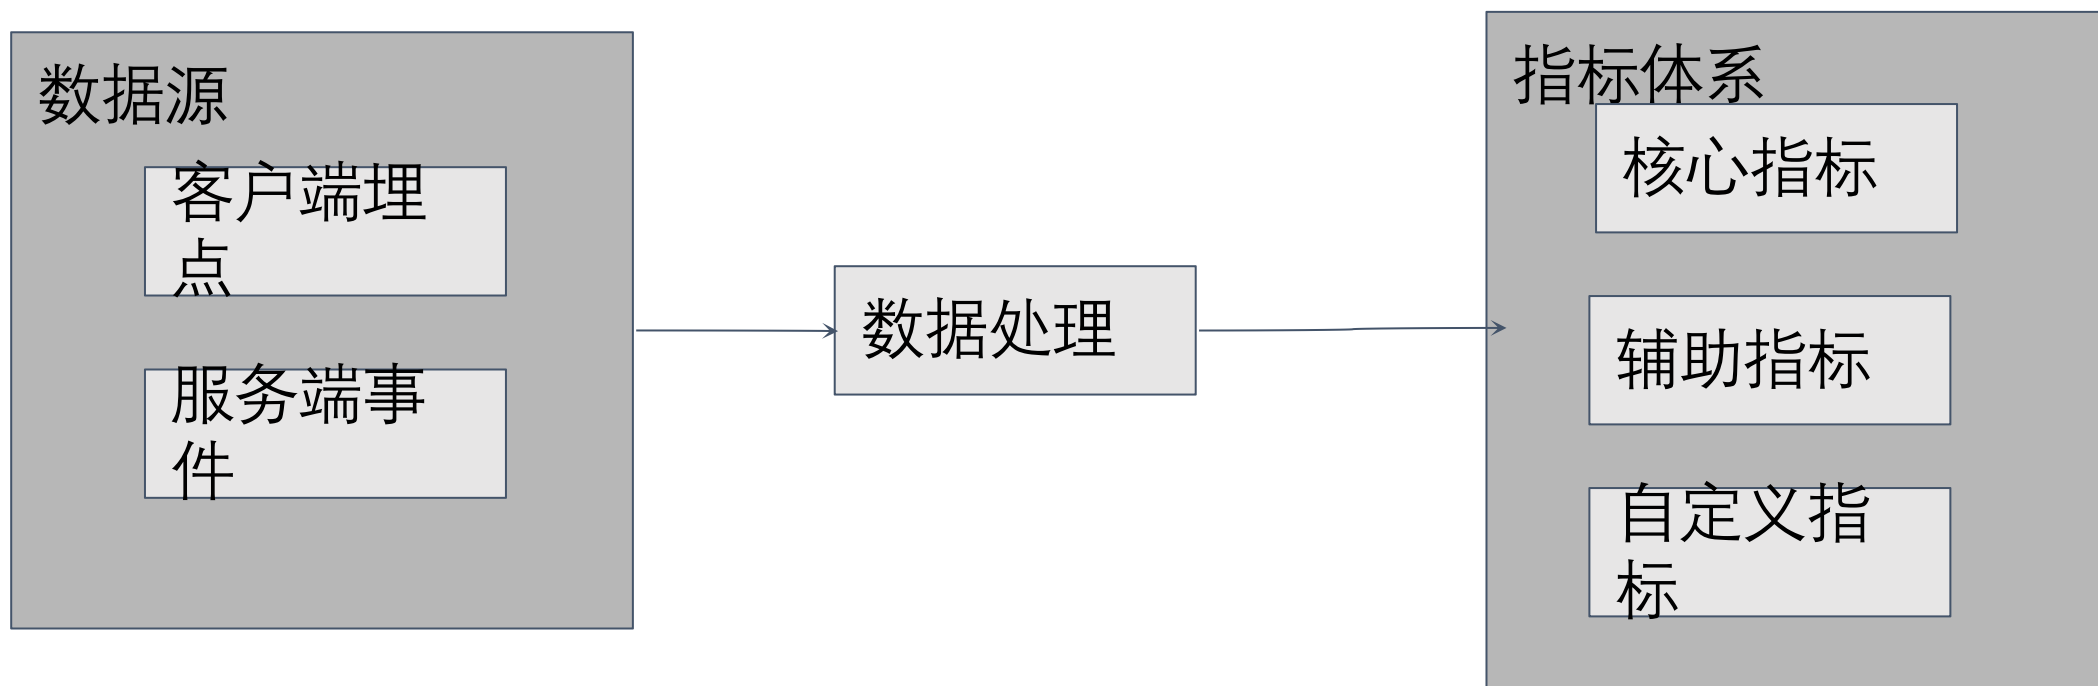 数据源
客户端埋
点
服务端事
件
数据处理
指标体系
核心指标
辅助指标
自定义指
标